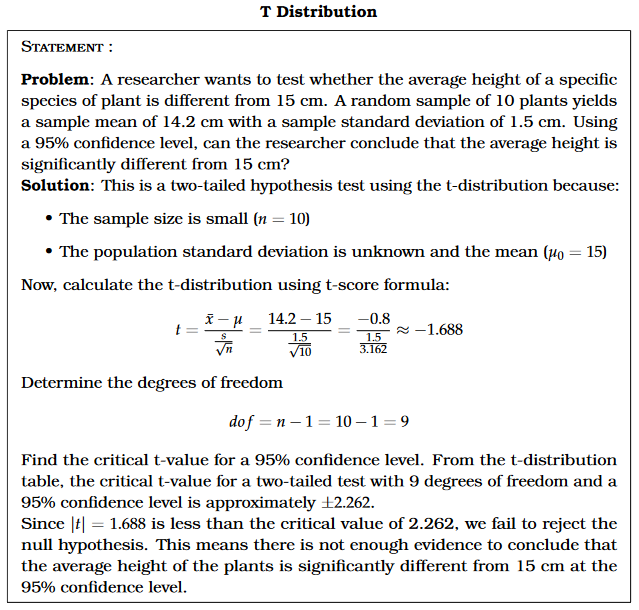 T Distribution
STATEMENT :
Problem: A researcher wants to test whether the average height of a specific
species of plant is different from 15 cm. A random sample of 10 plants yields
a sample mean of 14.2 cm with a sample standard deviation of 1.5 cm. Using
a 95% confidence level, can the researcher conclude that the average height is
significantly different from 15 cm?
Solution: This is a two-tailed hypothesis test using the t-distribution because:
• The sample size is small (n = 10)
• The population standard deviation is unknown and the mean (μ₀ = 15)
Now, calculate the t-distribution using t-score formula:
t = \frac{x̄ − μ}{\frac{s}{√n}} = \frac{14.2 − 15}{\frac{1.5}{√10}} = \frac{−0.8}{\frac{1.5}{3.162}} ≈ −1.688
Determine the degrees of freedom
dof = n − 1 = 10 − 1 = 9
Find the critical t-value for a 95% confidence level. From the t-distribution
table, the critical t-value for a two-tailed test with 9 degrees of freedom and a
95% confidence level is approximately ±2.262.
Since |t| = 1.688 is less than the critical value of 2.262, we fail to reject the
null hypothesis. This means there is not enough evidence to conclude that
the average height of the plants is significantly different from 15 cm at the
95% confidence level.